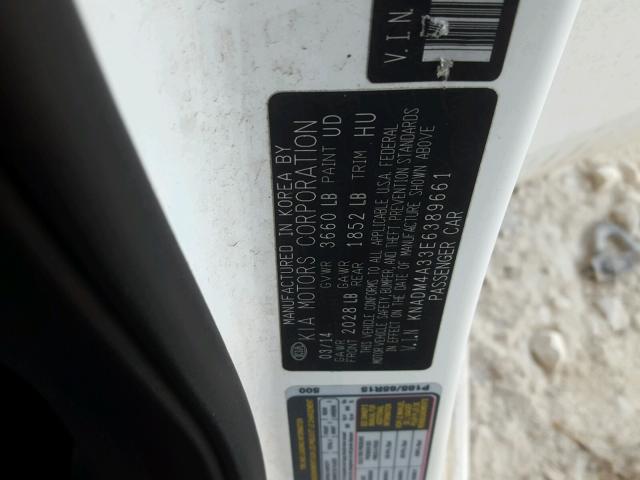 V.I.N.
MANUFACTURED IN KOREA BY
KIA MOTORS CORPORATION
KIA
03/14 GVWR 3660 LB PAINT UD
GAWR FRONT 2028 LB GAWR REAR 1852 LB TRIM HU
THIS VEHICLE CONFORMS TO ALL APPLICABLE U.S.A. FEDERAL
MOTOR VEHICLE SAFETY, BUMPER, AND THEFT PREVENTION STANDARDS
IN EFFECT ON THE DATE OF MANUFACTURE SHOWN ABOVE
V.I.N KNADM4A33E6389661
PASSENGER CAR
P185/65R15
500